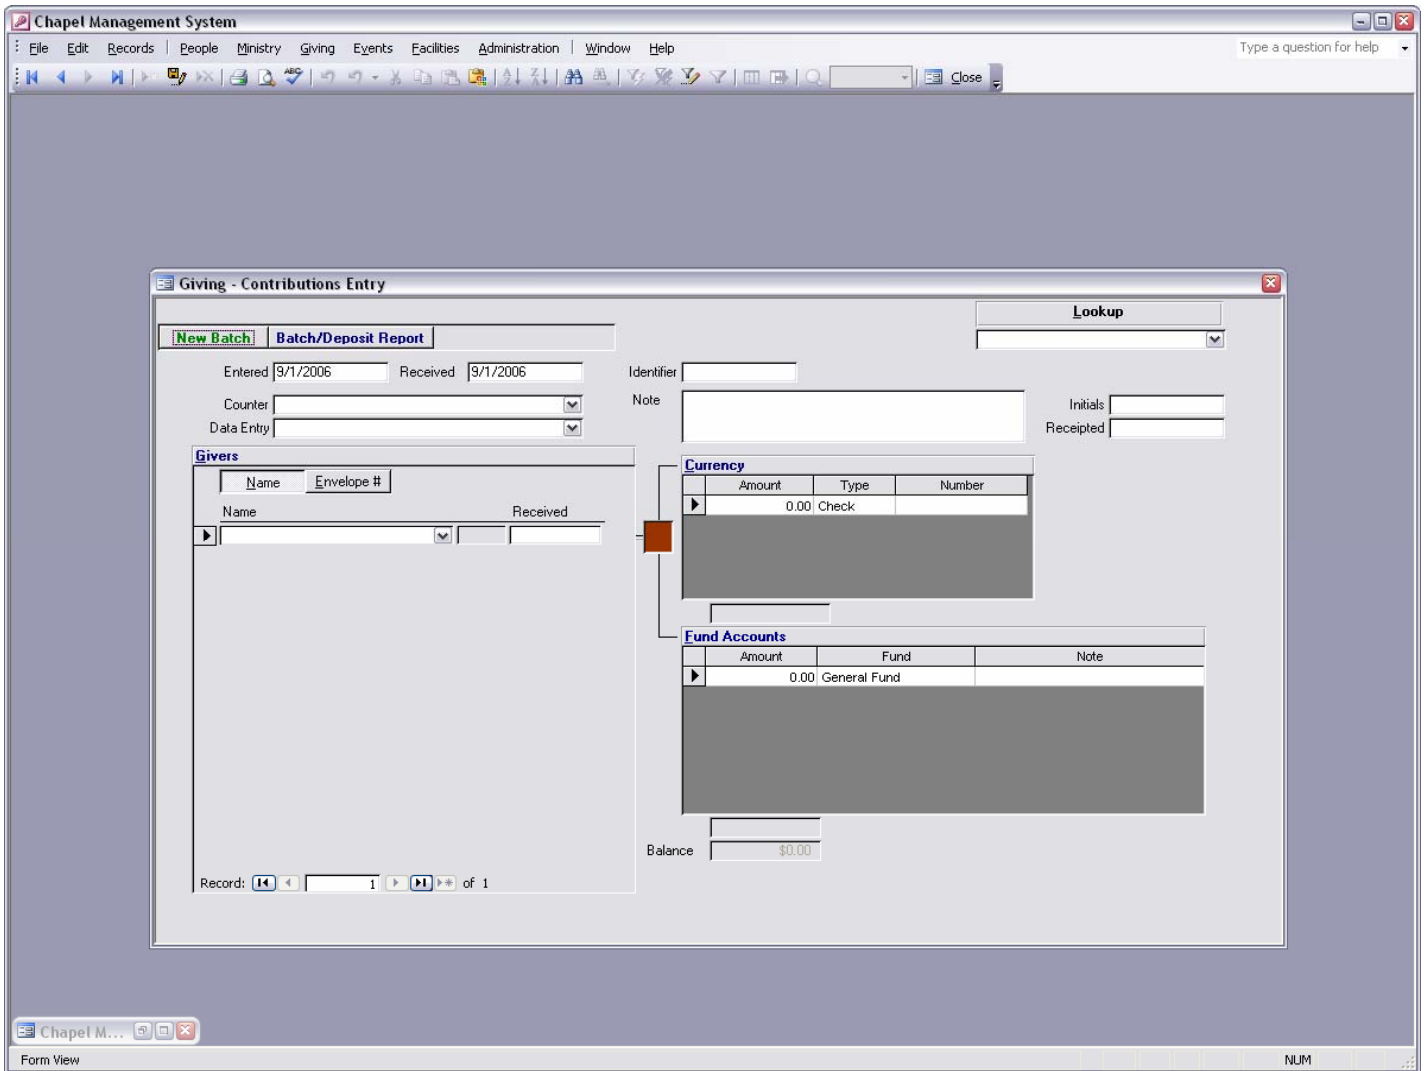 Chapel Management System
File Edit Records People Ministry Giving Events Facilities Administration Window Help Type a question for help
ABC Close
Giving - Contributions Entry
Lookup
New Batch Batch/Deposit Report
Entered 9/1/2006 Received 9/1/2006 Identifier
Counter Note Initials
Data Entry Receipted
Givers
Currency
Name Envelope #
Amount Type Number
0.00 Check
Name Received
Fund Accounts
Amount Fund Note
0.00 General Fund
Balance $0.00
Record: 1 of 1
Chapel M...
Form View NUM